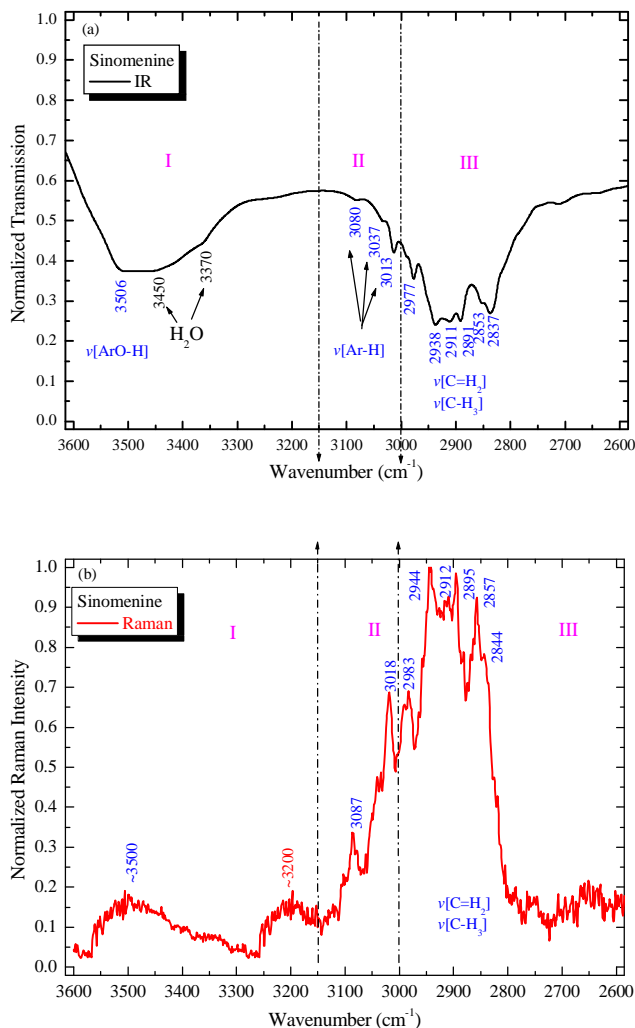 (a)
Sinomenine
IR
I
II
III
3506
3450
3370
H₂O
ν[ArO-H]
3080
3037
3013
ν[Ar-H]
2977
2938
2911
2891
2853
2837
ν[C=H₂]
ν[C-H₃]
Normalized Transmission
1.0
0.9
0.8
0.7
0.6
0.5
0.4
0.3
0.2
0.1
0.0
3600 3500 3400 3300 3200 3100 3000 2900 2800 2700 2600
Wavenumber (cm⁻¹)
(b)
Sinomenine
Raman
I
II
III
~3500
~3200
3087
3018
2983
2944
2912
2895
2857
2844
ν[C=H₂]
ν[C-H₃]
Normalized Raman Intensity
1.0
0.9
0.8
0.7
0.6
0.5
0.4
0.3
0.2
0.1
0.0
3600 3500 3400 3300 3200 3100 3000 2900 2800 2700 2600
Wavenumber (cm⁻¹)